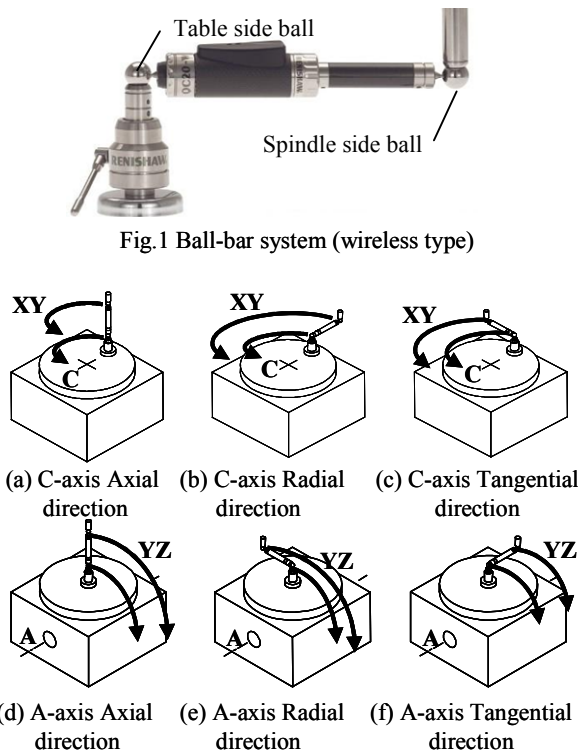 Table side ball
RENISHAW
Spindle side ball
Fig.1 Ball-bar system (wireless type)
XY
XY
XY
C
C
C
(a) C-axis Axial
direction
(b) C-axis Radial
direction
(c) C-axis Tangential
direction
YZ
YZ
YZ
A
A
A
(d) A-axis Axial
direction
(e) A-axis Radial
direction
(f) A-axis Tangential
direction